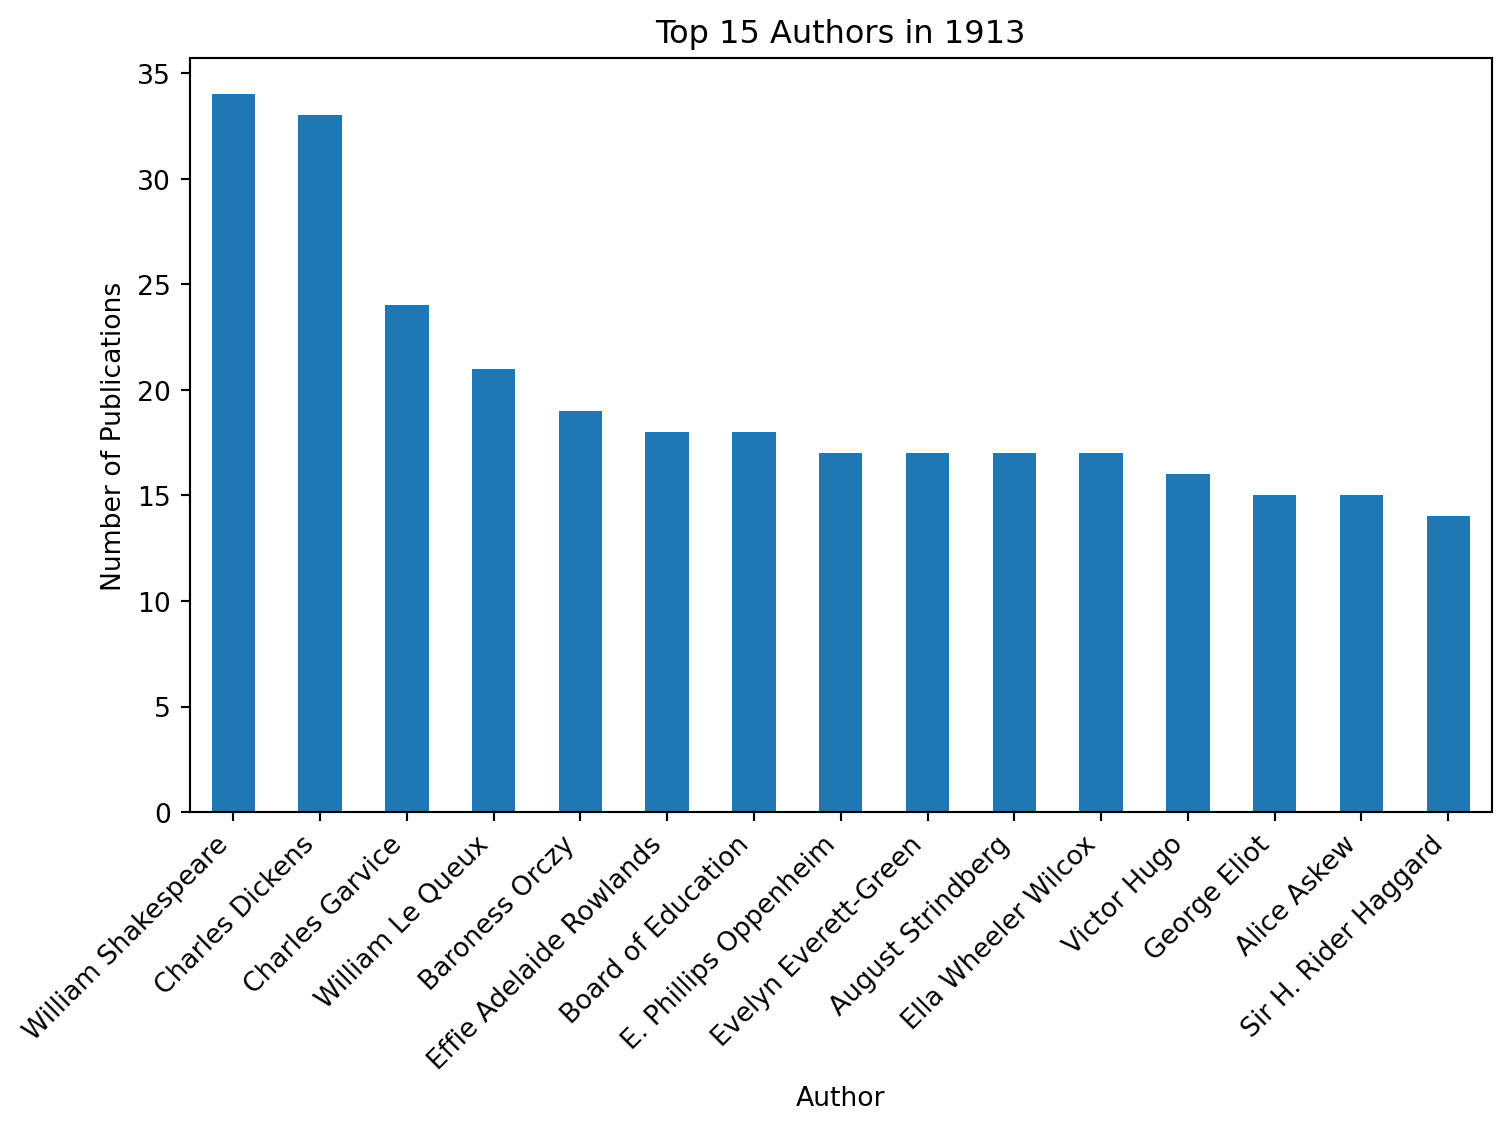 Top 15 Authors in 1913
Number of Publications
35
30
25
20
15
10
5
0
William Shakespeare
Charles Dickens
Charles Garvice
William Le Queux
Baroness Orczy
Effie Adelaide Rowlands
Board of Education
E. Phillips Oppenheim
Evelyn Everett-Green
August Strindberg
Ella Wheeler Wilcox
Victor Hugo
George Eliot
Alice Askew
Sir H. Rider Haggard
Author